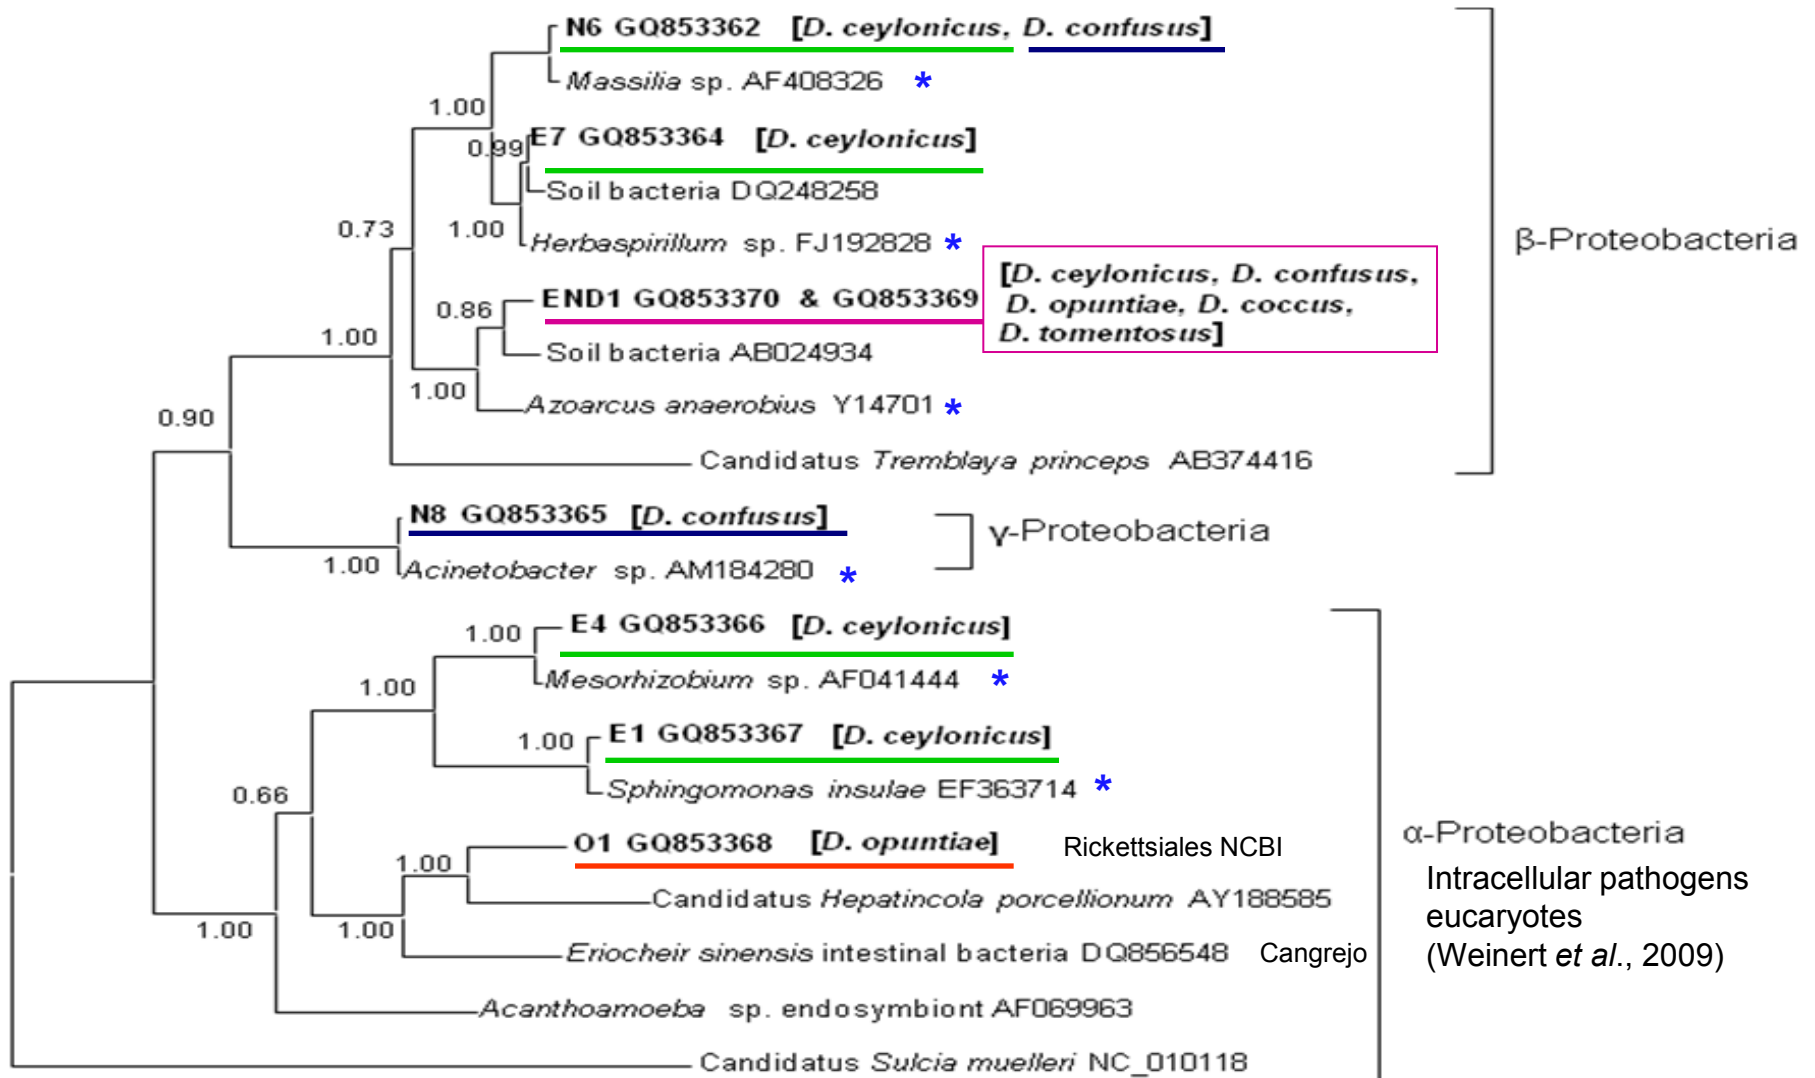 N6 GQ853362 [D. ceylonicus, D. confusus]
Massilia sp. AF408326 *
1.00
E7 GQ853364 [D. ceylonicus]
0.99
Soil bacteria DQ248258
0.73
1.00
Herbaspirillum sp. FJ192828 *
β-Proteobacteria
END1 GQ853370 & GQ853369
[D. ceylonicus, D. confusus,
D. opuntiae, D. coccus,
D. tomentosus]
0.86
1.00
Soil bacteria AB024934
1.00
Azoarcus anaerobius Y14701 *
0.90
Candidatus Tremblaya princeps AB374416
N8 GQ853365 [D. confusus]
γ-Proteobacteria
1.00
Acinetobacter sp. AM184280 *
E4 GQ853366 [D. ceylonicus]
1.00
Mesorhizobium sp. AF041444 *
1.00
E1 GQ853367 [D. ceylonicus]
1.00
Sphingomonas insulae EF363714 *
0.66
O1 GQ853368 [D. opuntiae] Rickettsiales NCBI
α-Proteobacteria
1.00
Candidatus Hepatincola porcellionum AY188585
Intracellular pathogens
eucaryotes
(Weinert et al., 2009)
1.00
1.00
Eriocheir sinensis intestinal bacteria DQ856548 Cangrejo
Acanthoamoeba sp. endosymbiont AF069963
Candidatus Sulcia muelleri NC_010118